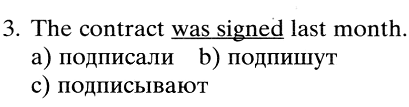 3. The contract was signed last month.
a) подписали b) подпишут
c) подписывают